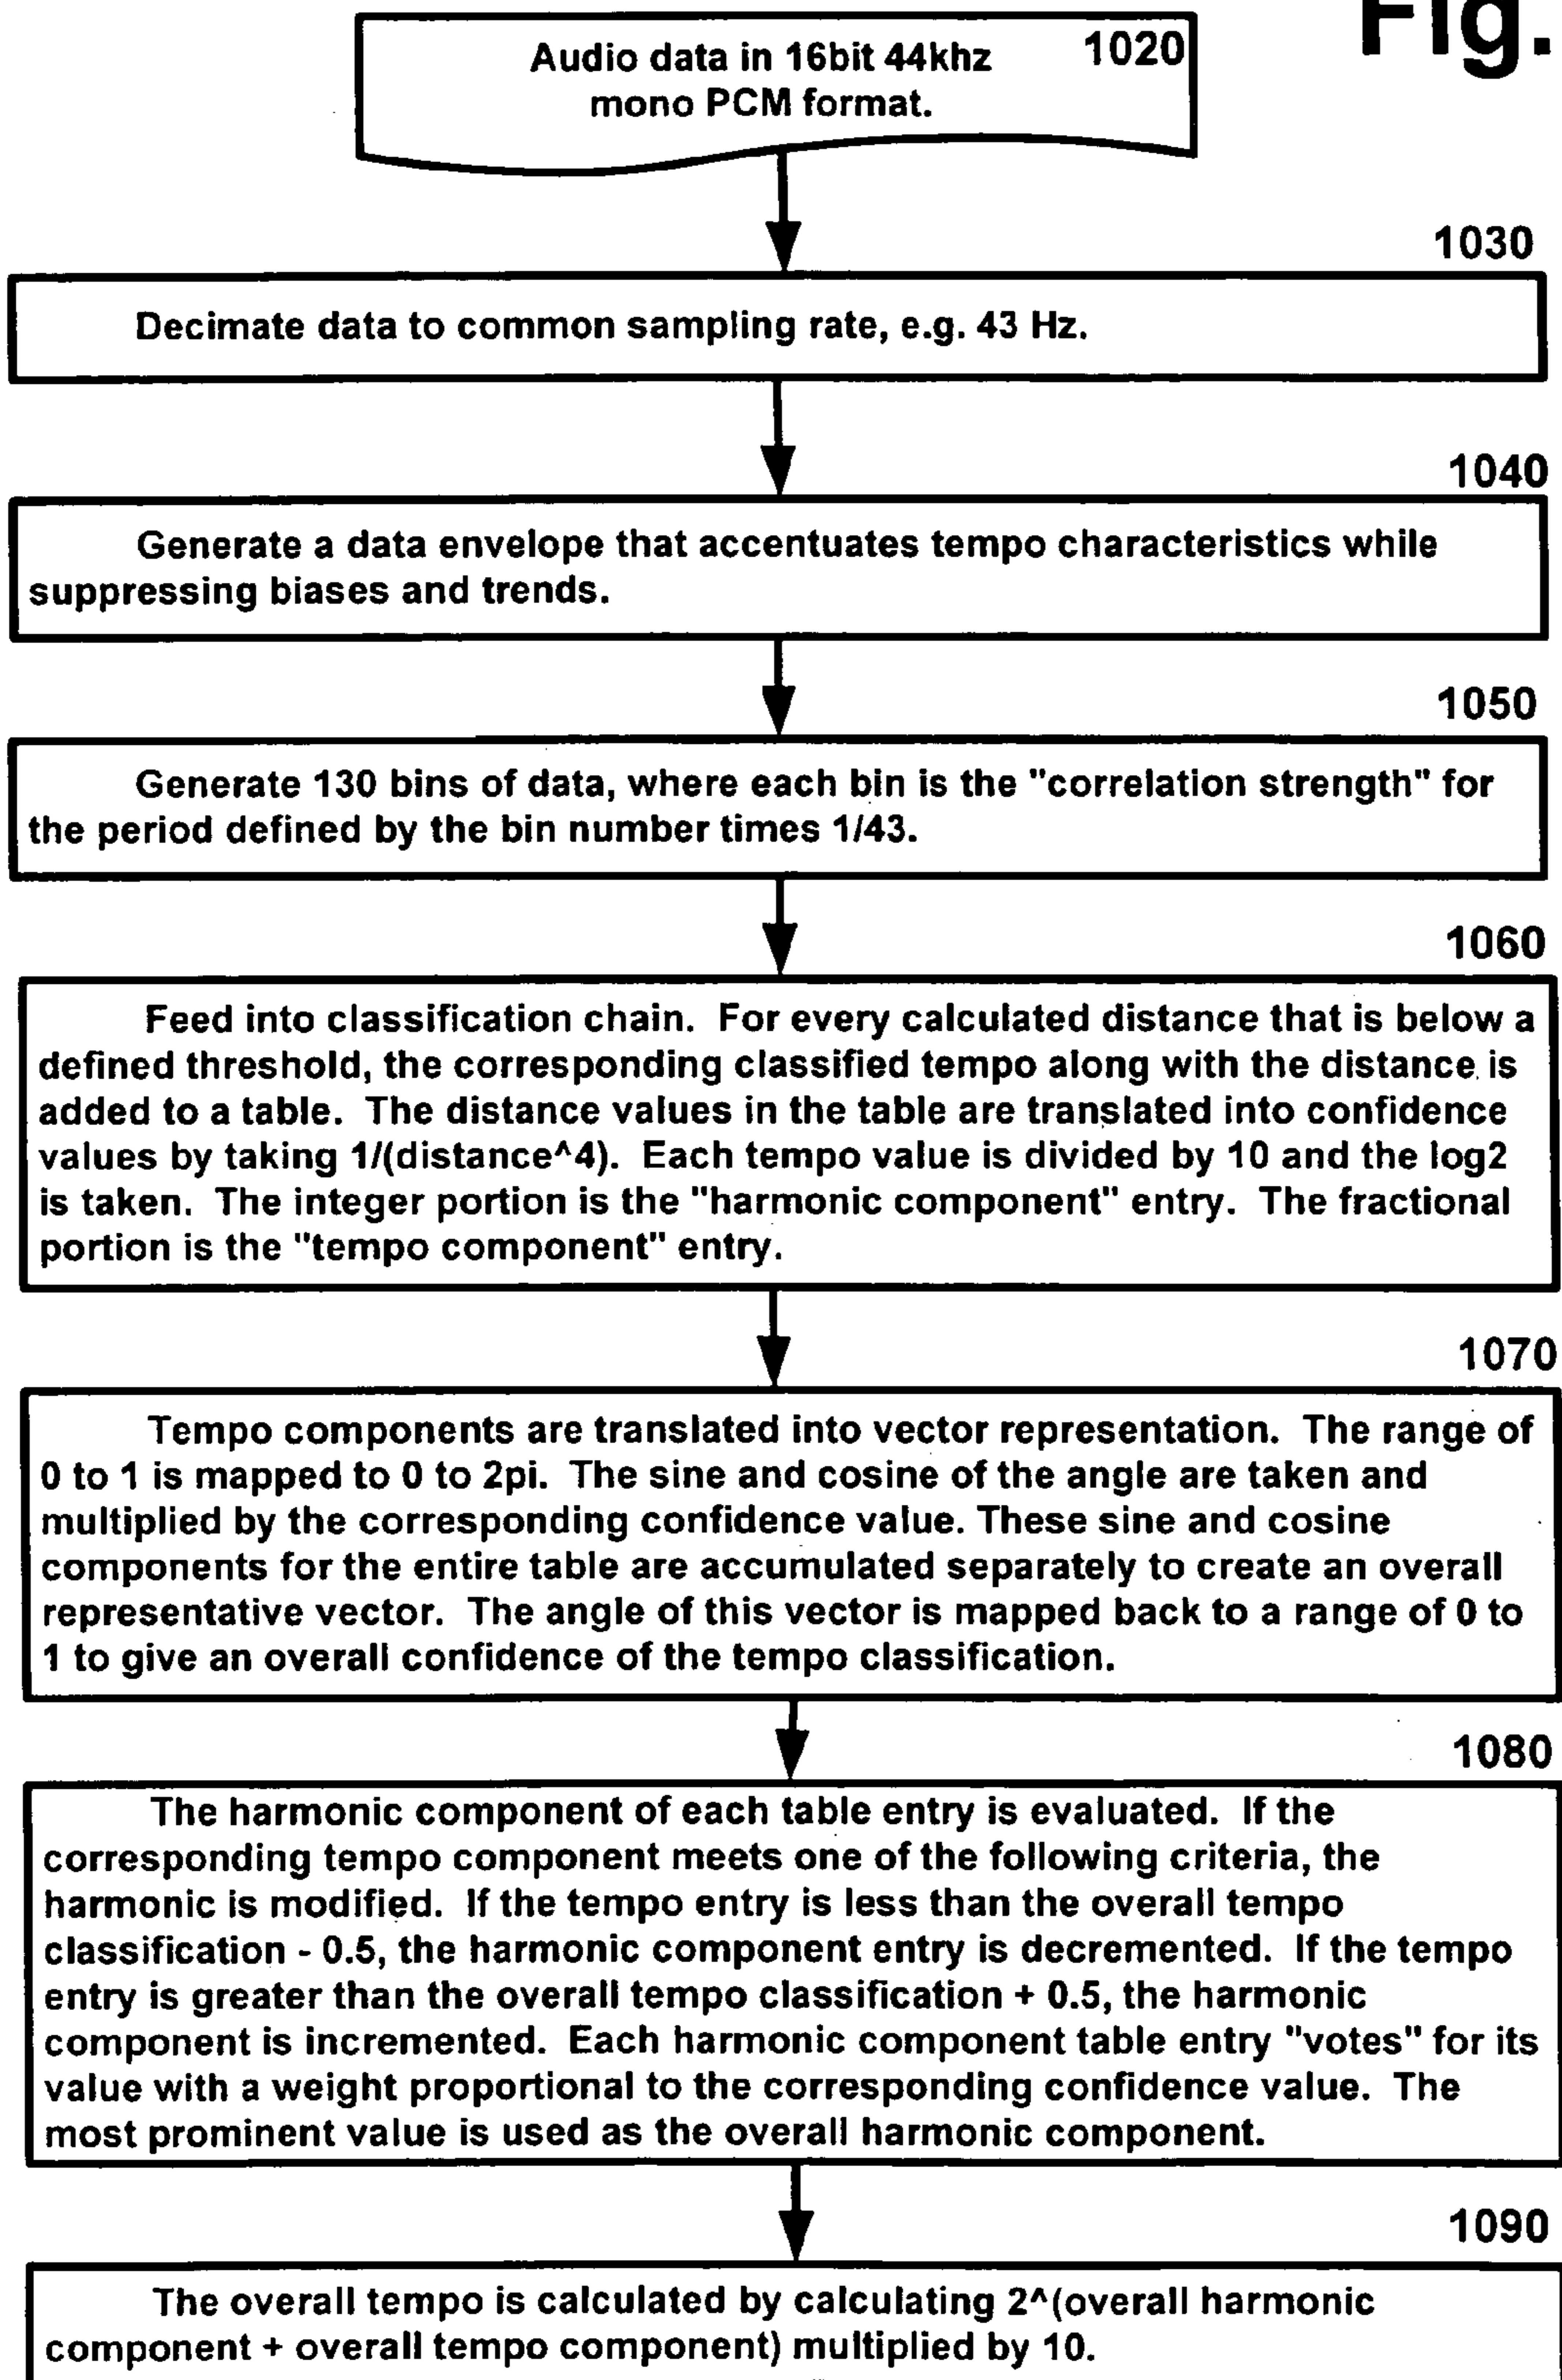 Fig.
Audio data in 16bit 44khz 1020
mono PCM format.
1030
Decimate data to common sampling rate, e.g. 43 Hz.
1040
Generate a data envelope that accentuates tempo characteristics while
suppressing biases and trends.
1050
Generate 130 bins of data, where each bin is the "correlation strength" for
the period defined by the bin number times 1/43.
1060
Feed into classification chain. For every calculated distance that is below a
defined threshold, the corresponding classified tempo along with the distance is
added to a table. The distance values in the table are translated into confidence
values by taking 1/(distance^4). Each tempo value is divided by 10 and the log2
is taken. The integer portion is the "harmonic component" entry. The fractional
portion is the "tempo component" entry.
1070
Tempo components are translated into vector representation. The range of
0 to 1 is mapped to 0 to 2pi. The sine and cosine of the angle are taken and
multiplied by the corresponding confidence value. These sine and cosine
components for the entire table are accumulated separately to create an overall
representative vector. The angle of this vector is mapped back to a range of 0 to
1 to give an overall confidence of the tempo classification.
1080
The harmonic component of each table entry is evaluated. If the
corresponding tempo component meets one of the following criteria, the
harmonic is modified. If the tempo entry is less than the overall tempo
classification - 0.5, the harmonic component entry is decremented. If the tempo
entry is greater than the overall tempo classification + 0.5, the harmonic
component is incremented. Each harmonic component table entry "votes" for its
value with a weight proportional to the corresponding confidence value. The
most prominent value is used as the overall harmonic component.
1090
The overall tempo is calculated by calculating 2^(overall harmonic
component + overall tempo component) multiplied by 10.